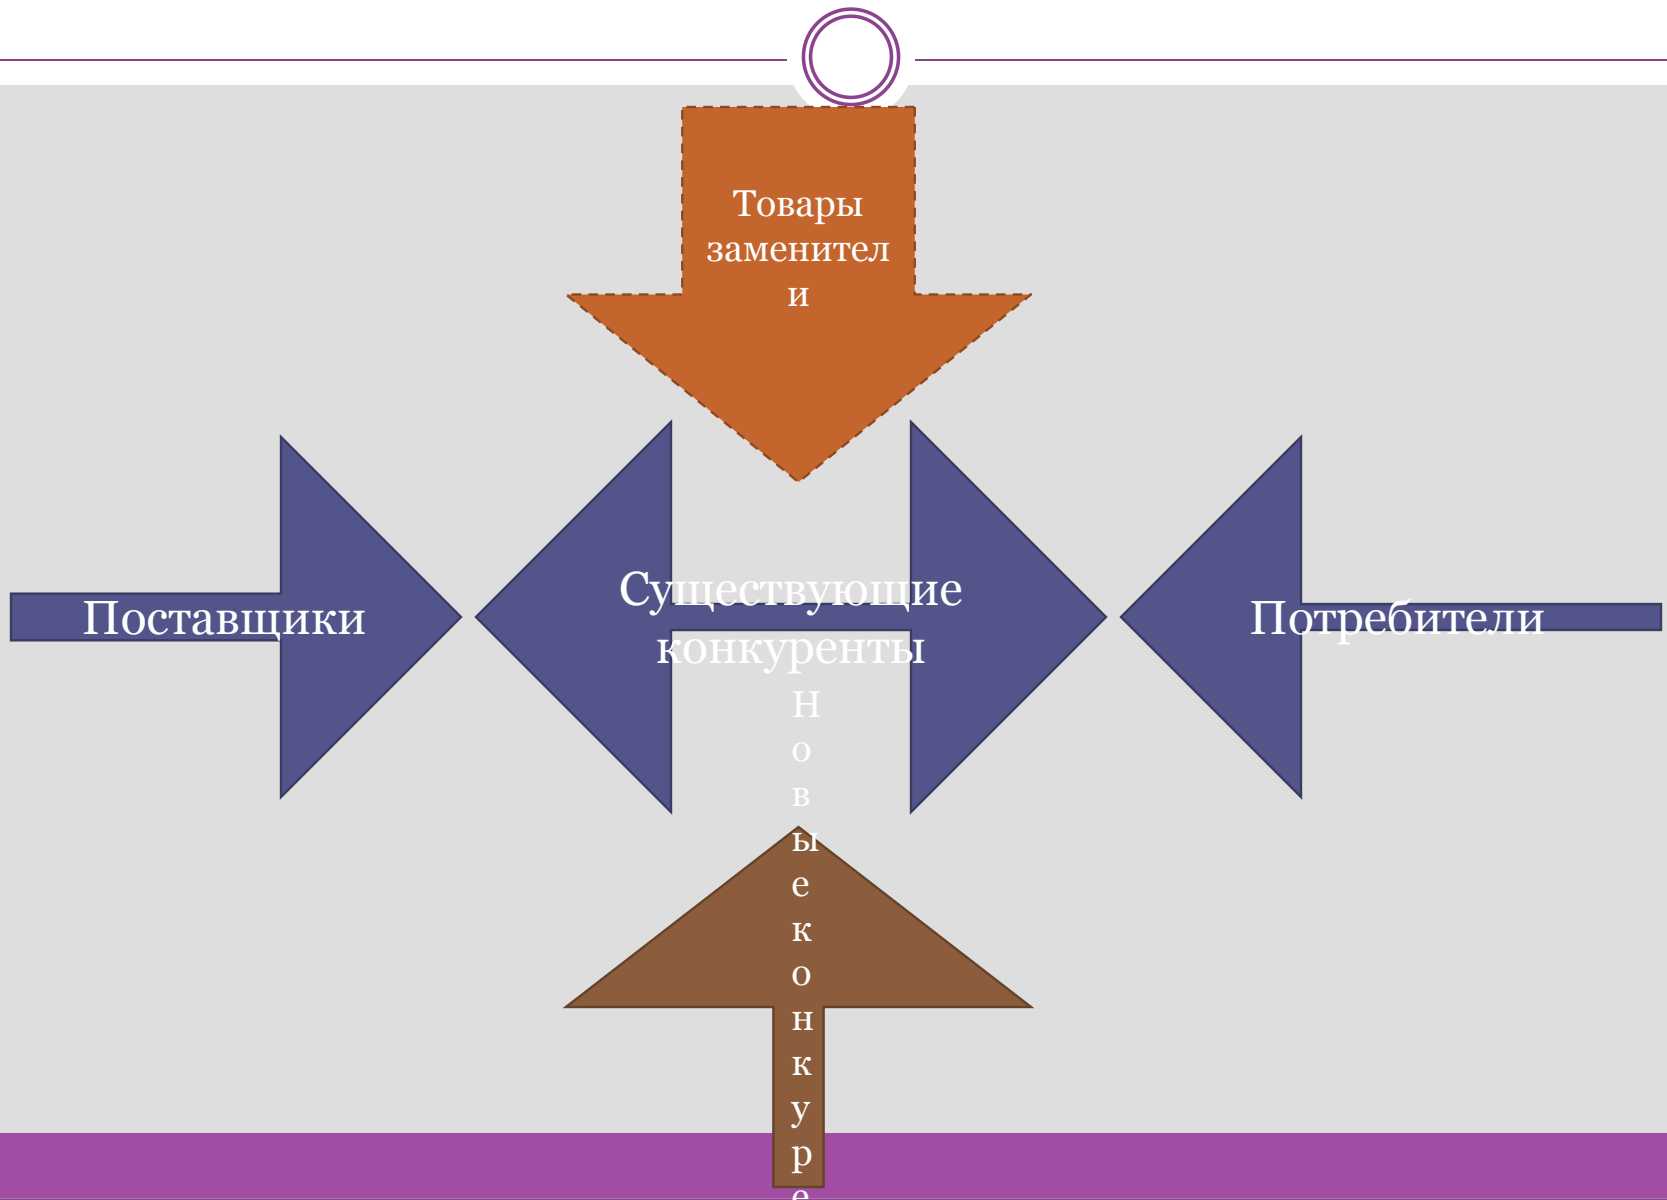 Товары
заменител
и
Поставщики
Существующие
конкуренты
Потребители
Н
о
в
ы
е
к
о
н
к
у
р
е